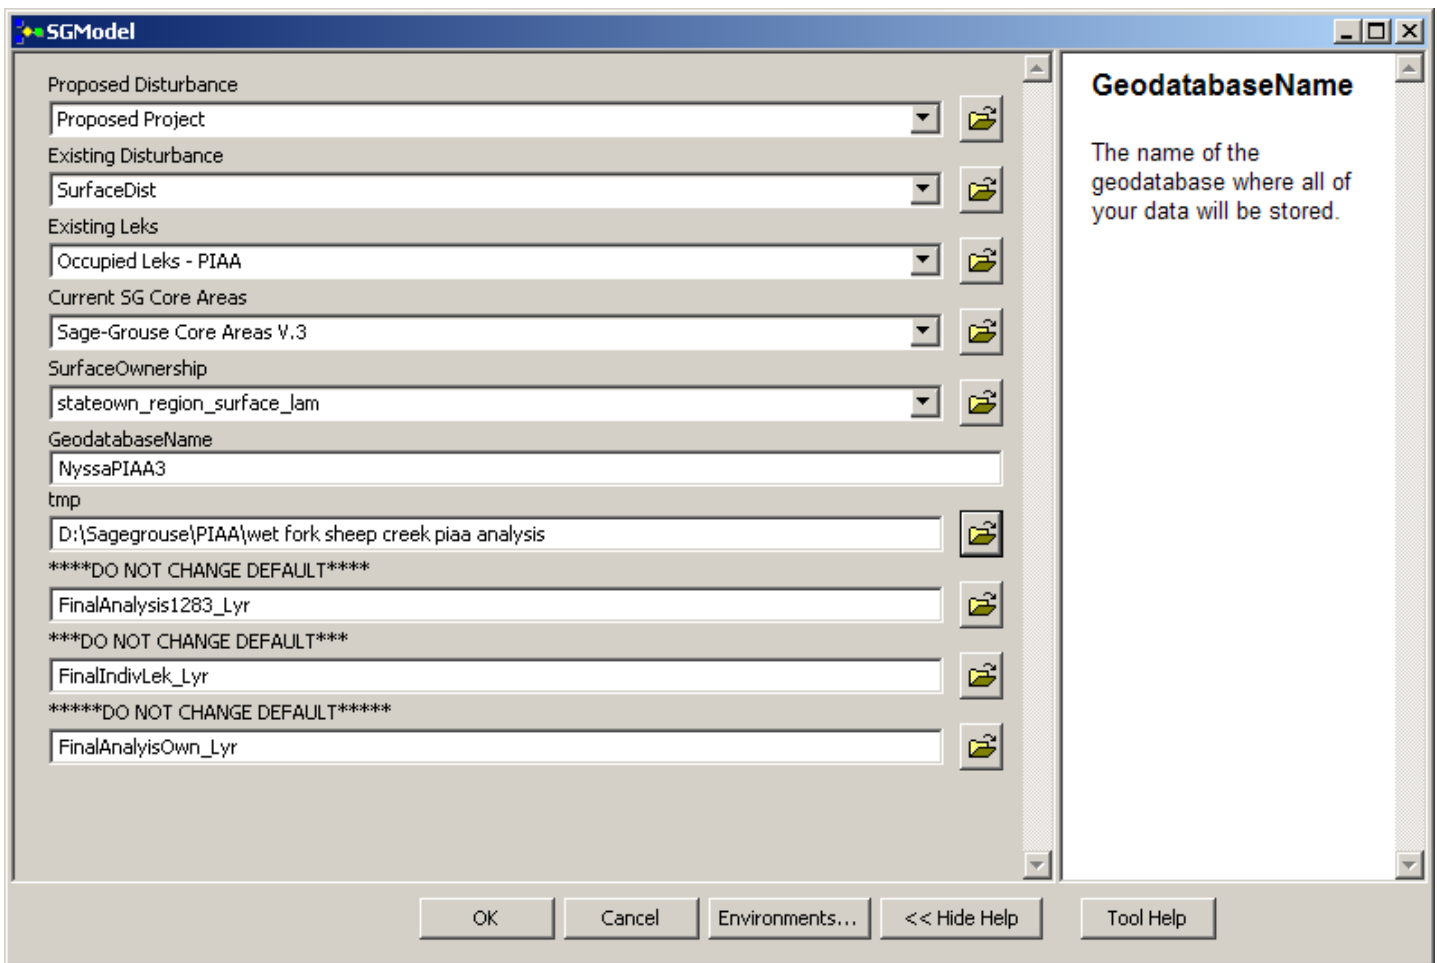 SGModel
Proposed Disturbance
Proposed Project
Existing Disturbance
SurfaceDist
Existing Leks
Occupied Leks - PIAA
Current SG Core Areas
Sage-Grouse Core Areas V.3
SurfaceOwnership
stateown_region_surface_lam
GeodatabaseName
NyssaPIAA3
tmp
D:\Sagegrouse\PIAA\wet fork sheep creek piaa analysis
****DO NOT CHANGE DEFAULT****
FinalAnalysis1283_Lyr
***DO NOT CHANGE DEFAULT***
FinalIndivLek_Lyr
*****DO NOT CHANGE DEFAULT*****
FinalAnalyisOwn_Lyr
GeodatabaseName
The name of the
geodatabase where all of
your data will be stored.
OK
Cancel
Environments...
<< Hide Help
Tool Help